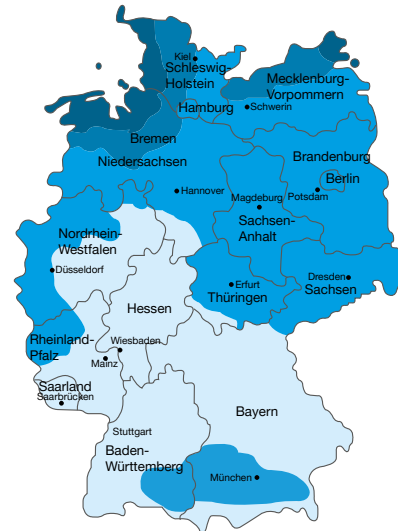 Kiel
Schleswig-
Holstein
Mecklenburg-
Vorpommern
Hamburg
Schwerin
Bremen
Niedersachsen
Brandenburg
Berlin
Hannover
Magdeburg
Potsdam
Sachsen-
Anhalt
Nordrhein-
Westfalen
Düsseldorf
Dresden
Sachsen
Erfurt
Thüringen
Hessen
Rheinland-
Pfalz
Wiesbaden
Mainz
Saarland
Saarbrücken
Bayern
Stuttgart
Baden-
Württemberg
München